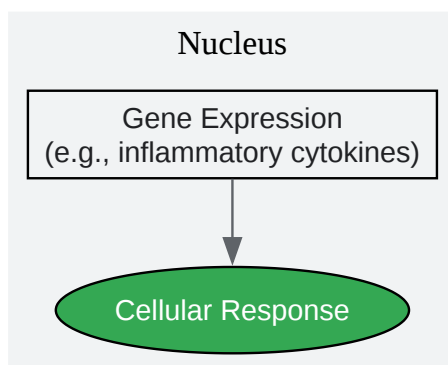 Nucleus
Gene Expression
(e.g., inflammatory cytokines)
Cellular Response